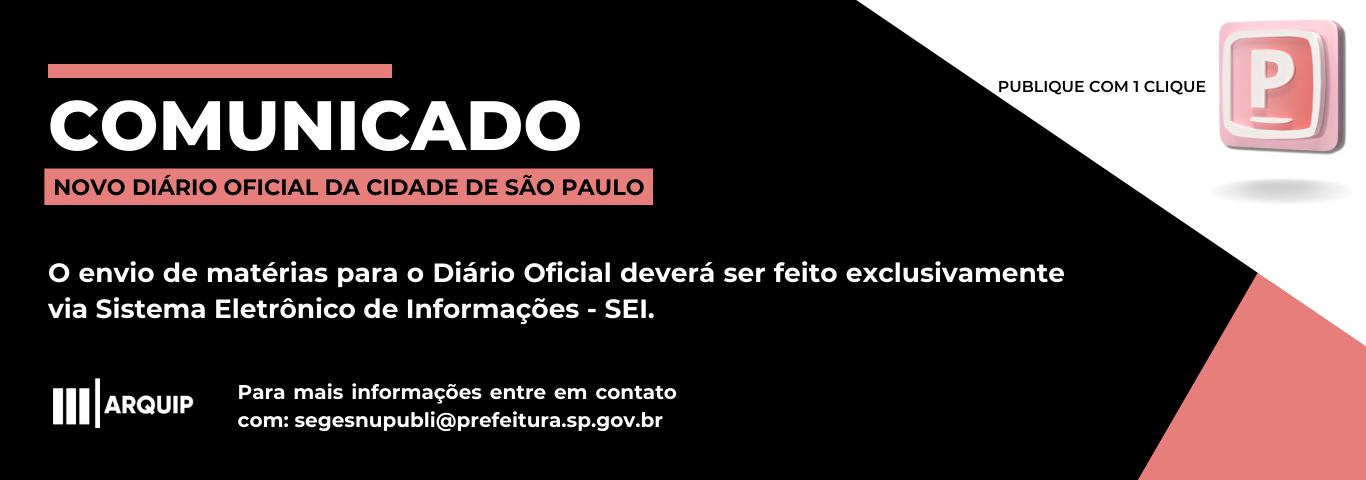 COMUNICADO
NOVO DIÁRIO OFICIAL DA CIDADE DE SÃO PAULO
PUBLIQUE COM 1 CLIQUE
P
O envio de matérias para o Diário Oficial deverá ser feito exclusivamente
via Sistema Eletrônico de Informações - SEI.
ARQUIP
Para mais informações entre em contato
com: segesnupubli@prefeitura.sp.gov.br